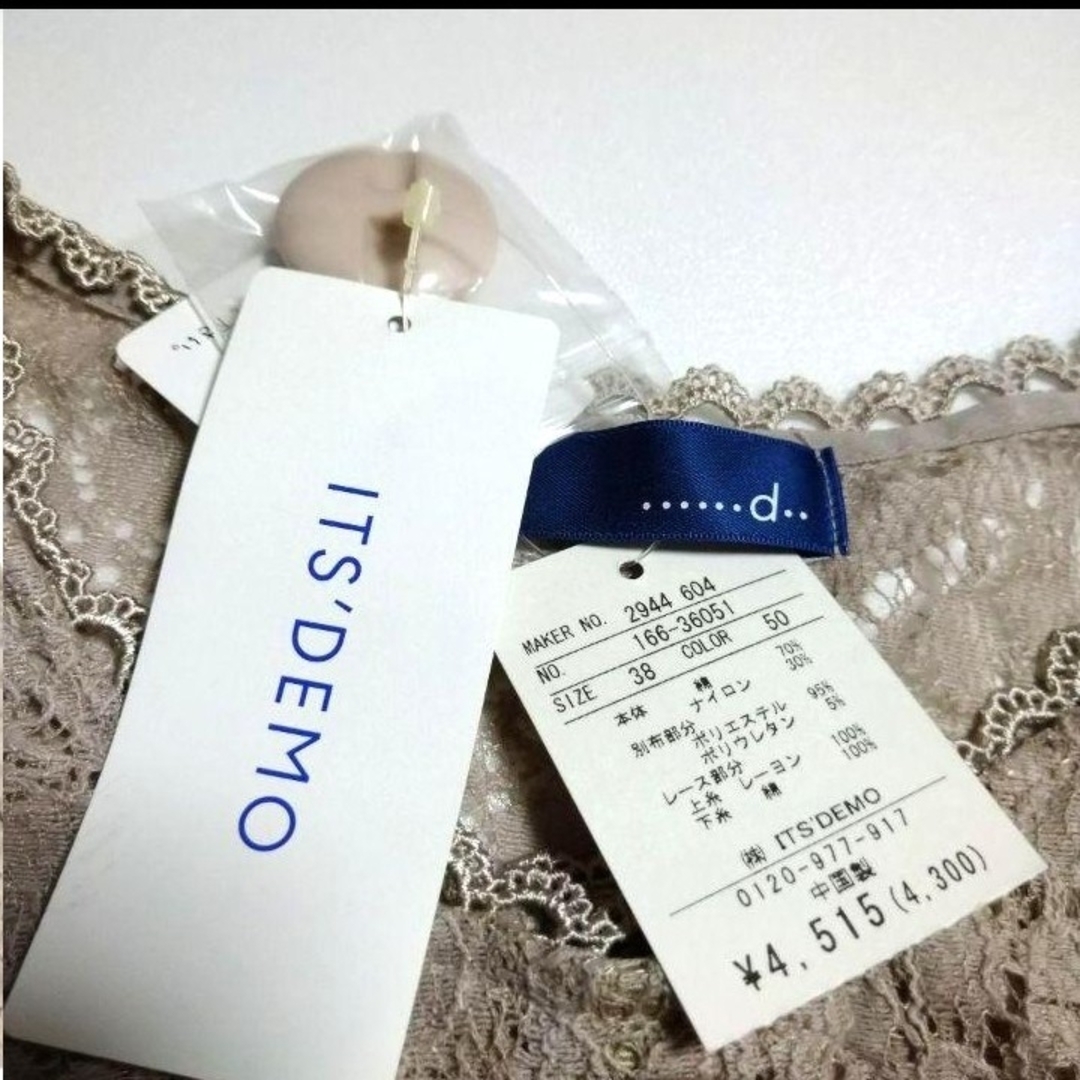 ITS'DEMO
......d..
MAKER NO. 2944 604
NO. 166-36051
SIZE 38 COLOR 50
本体 綿 70%
ナイロン 30%
別布部分
ポリエステル 95%
ポリウレタン 5%
レース部分
上糸 レーヨン 100%
下糸 綿 100%
(株) ITS'DEMO
0120-977-917
中国製
¥4,515(4,300)